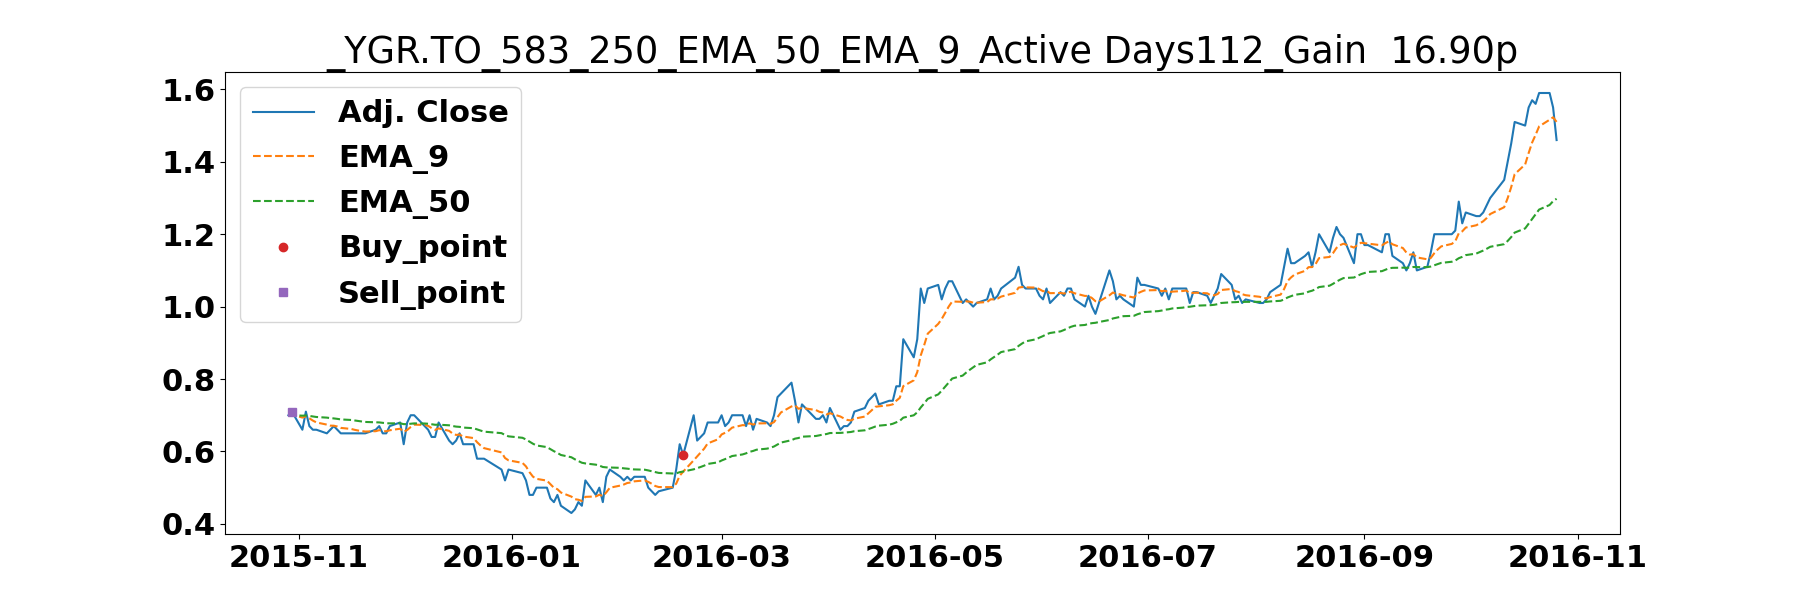 _YGR.TO_583_250_EMA_50_EMA_9_Active Days112_Gain  16.90p
1.6
1.4
1.2
1.0
0.8
0.6
0.4
Adj. Close
EMA_9
EMA_50
Buy_point
Sell_point
2015-11 2016-01 2016-03 2016-05 2016-07 2016-09 2016-11